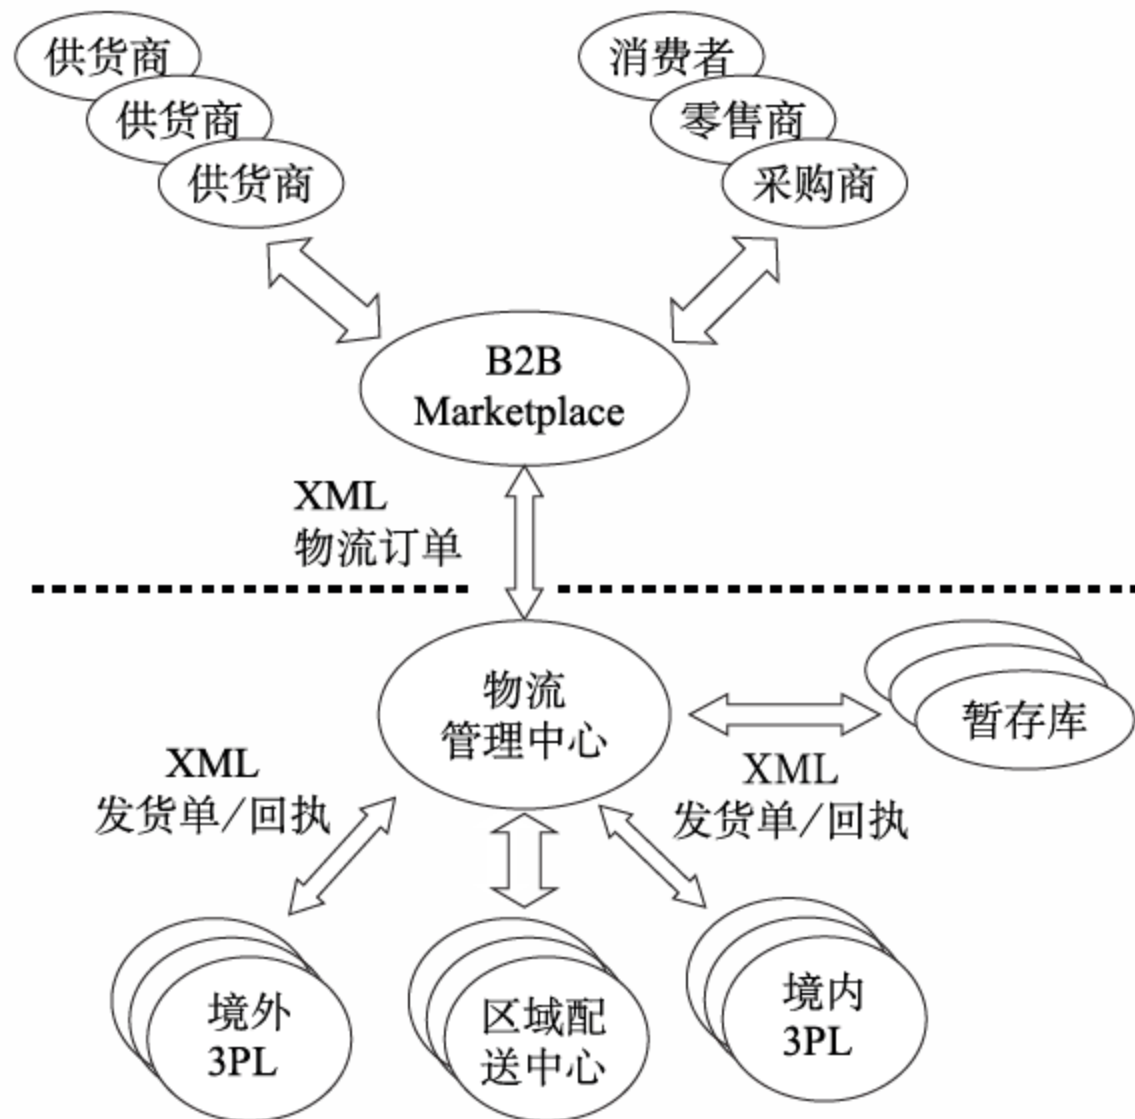 供货商
供货商
供货商
消费者
零售商
采购商
B2B
Marketplace
XML
物流订单
物流
管理中心
暂存库
XML
发货单/回执
XML
发货单/回执
境外
3PL
区域配
送中心
境内
3PL